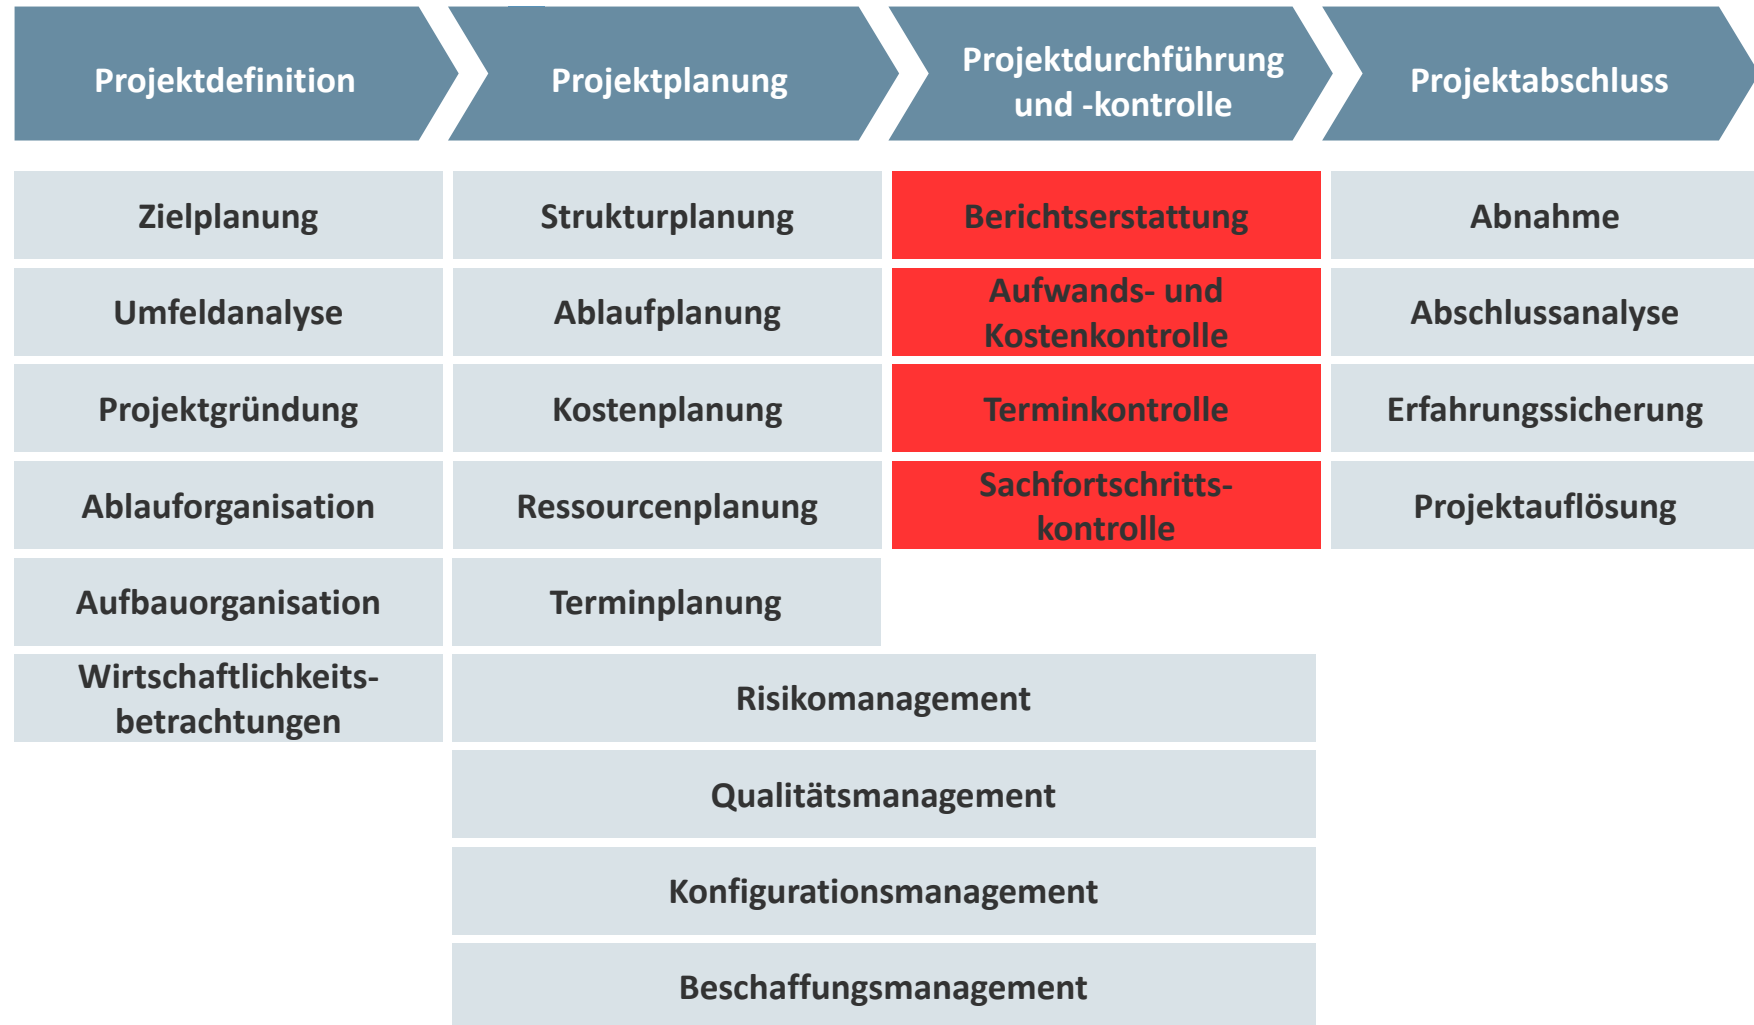 Projektdefinition
Projektplanung
Projektdurchführung
und -kontrolle
Projektabschluss
Zielplanung
Strukturplanung
Berichtserstattung
Abnahme
Umfeldanalyse
Ablaufplanung
Aufwands- und
Kostenkontrolle
Abschlussanalyse
Projektgründung
Kostenplanung
Terminkontrolle
Erfahrungssicherung
Ablauforganisation
Ressourcenplanung
Sachfortschritts-
kontrolle
Projektauflösung
Aufbauorganisation
Terminplanung
Wirtschaftlichkeits-
betrachtungen
Risikomanagement
Qualitätsmanagement
Konfigurationsmanagement
Beschaffungsmanagement